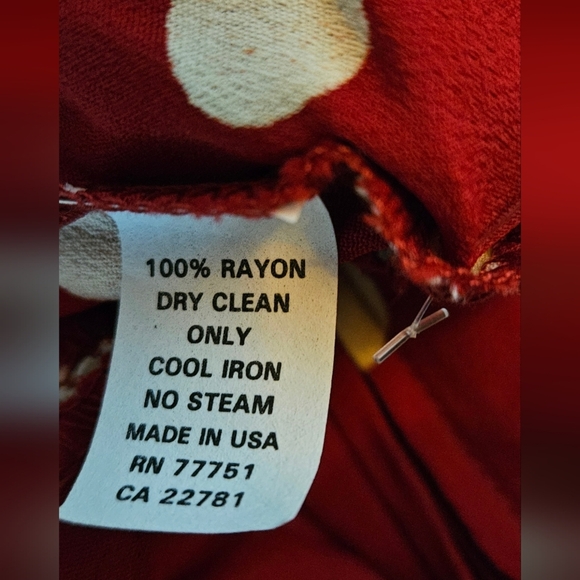 100% RAYON
DRY CLEAN
ONLY
COOL IRON
NO STEAM
MADE IN USA
RN 77751
CA 22781